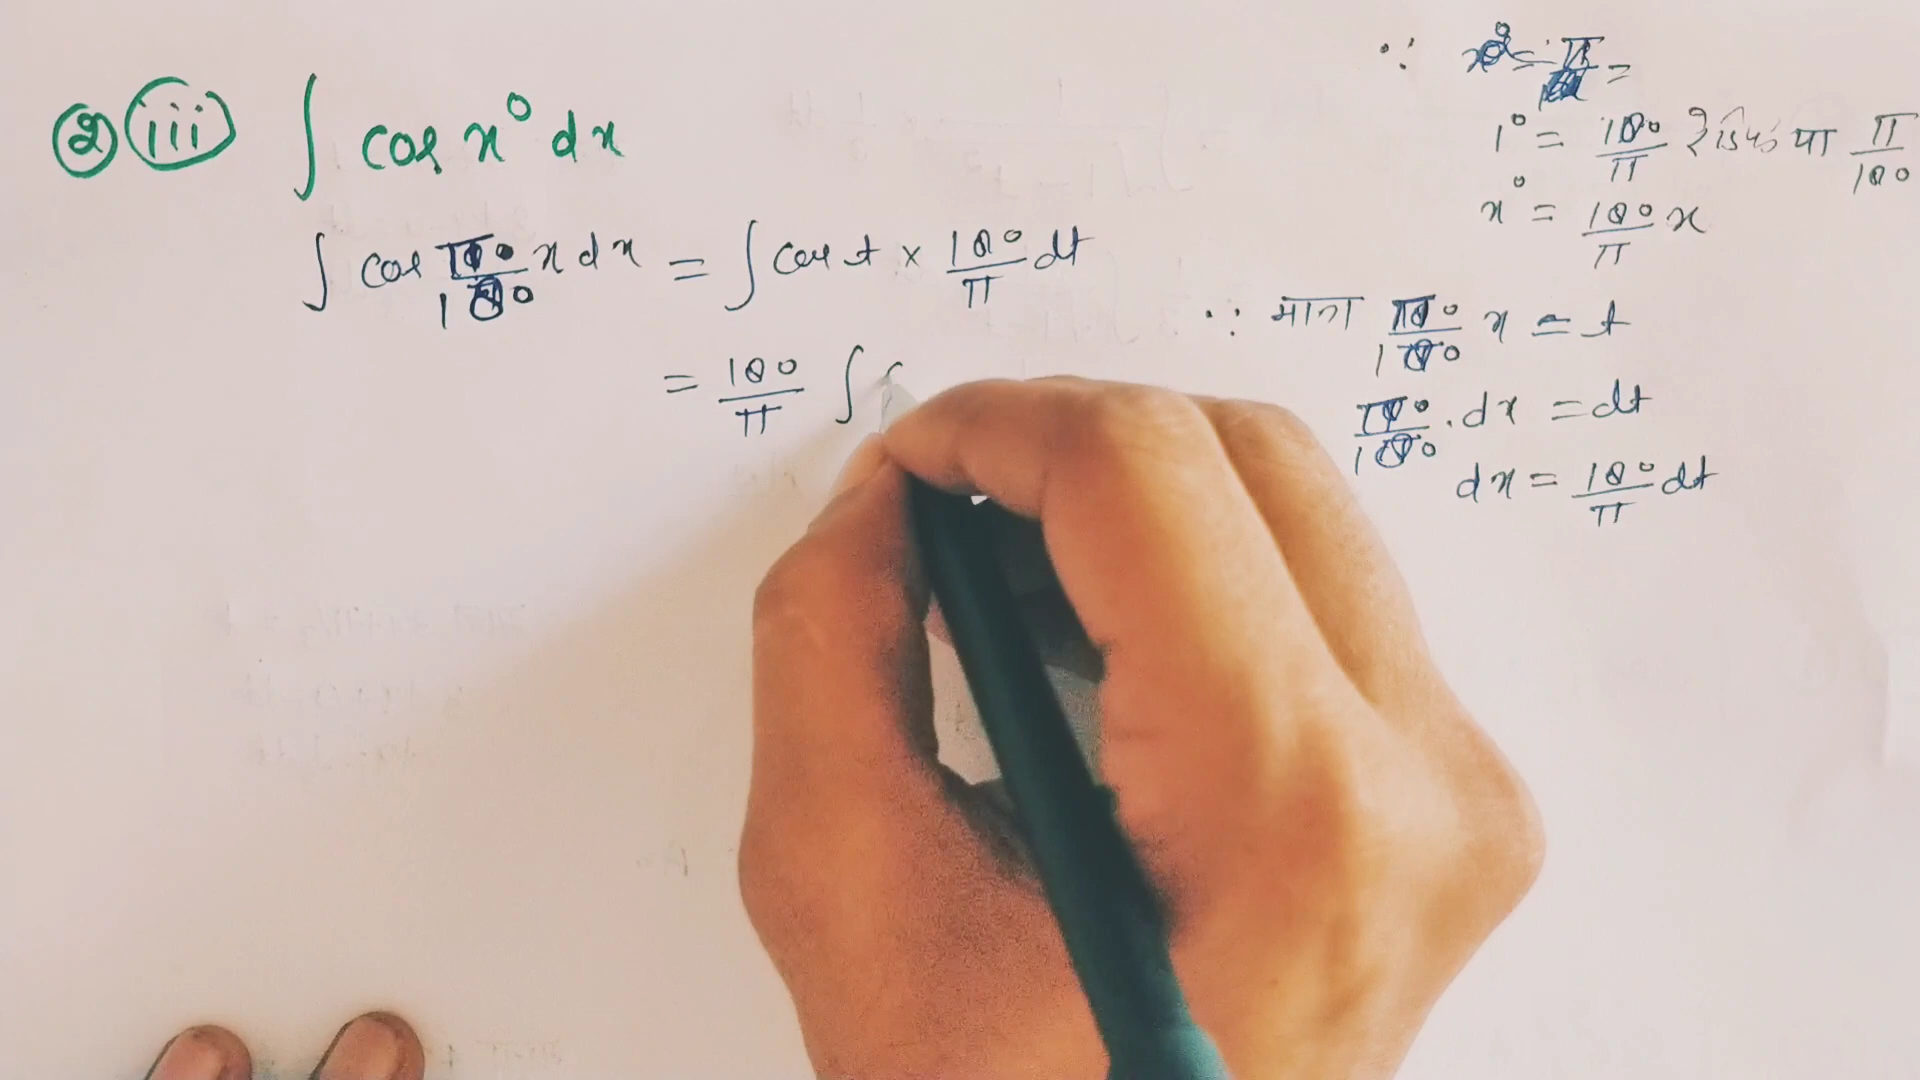 ② (iii) ∫ cos x° dx
∫ cos π/180 x dx = ∫ cos t × 180/π dt
= 180/π ∫
∵
1° = 180/π रेडियन या π/180
x° = 180/π x
∵ माना π/180 x = t
π/180 . dx = dt
dx = 180/π dt